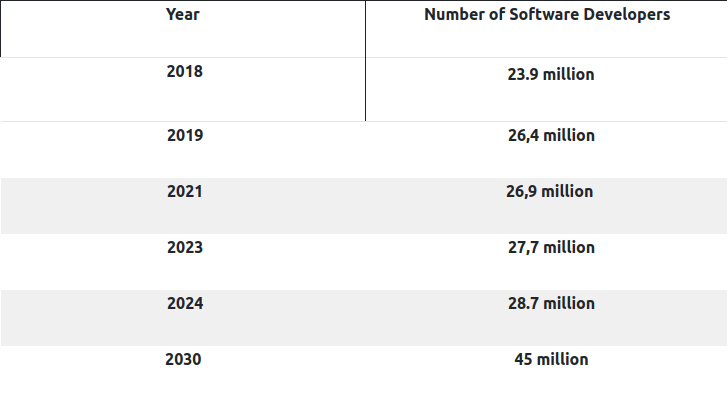 Year Number of Software Developers
2018 23.9 million
2019 26,4 million
2021 26,9 million
2023 27,7 million
2024 28.7 million
2030 45 million